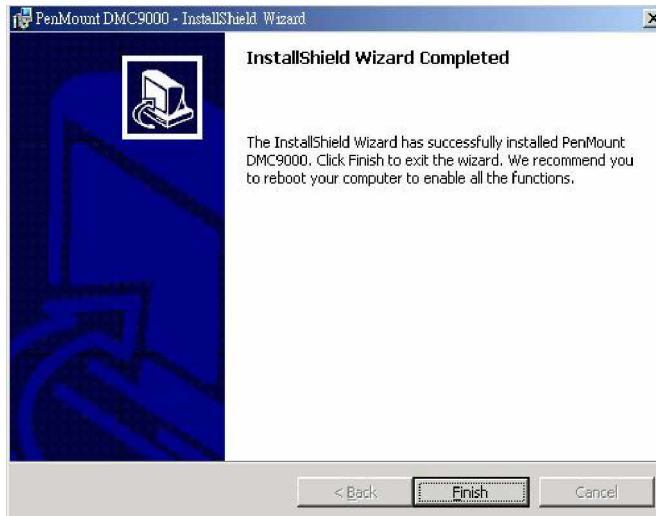 PenMount DMC9000 - InstallShield Wizard
InstallShield Wizard Completed
The InstallShield Wizard has successfully installed PenMount
DMC9000. Click Finish to exit the wizard. We recommend you
to reboot your computer to enable all the functions.
< Back
Finish
Cancel